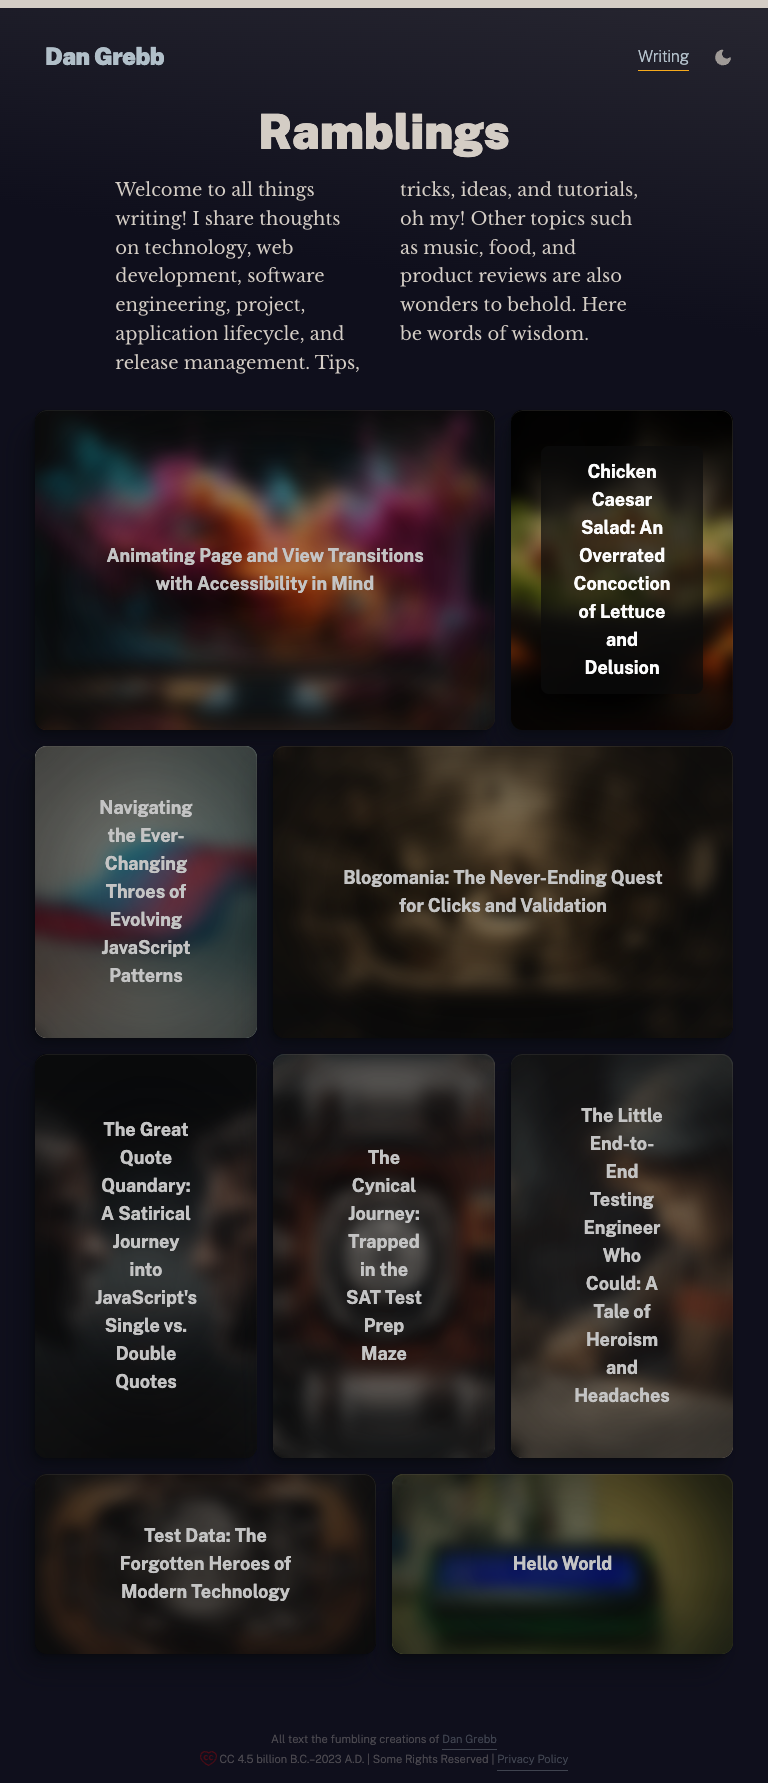 Dan Grebb
Writing
Ramblings
Welcome to all things
writing! I share thoughts
on technology, web
development, software
engineering, project,
application lifecycle, and
release management. Tips,
tricks, ideas, and tutorials,
oh my! Other topics such
as music, food, and
product reviews are also
wonders to behold. Here
be words of wisdom.
Animating Page and View Transitions
with Accessibility in Mind
Chicken
Caesar
Salad: An
Overrated
Concoction
of Lettuce
and
Delusion
Navigating
the Ever-
Changing
Throes of
Evolving
JavaScript
Patterns
Blogomania: The Never-Ending Quest
for Clicks and Validation
The Great
Quote
Quandary:
A Satirical
Journey
into
JavaScript's
Single vs.
Double
Quotes
The
Cynical
Journey:
Trapped
in the
SAT Test
Prep
Maze
The Little
End-to-
End
Testing
Engineer
Who
Could: A
Tale of
Heroism
and
Headaches
Test Data: The
Forgotten Heroes of
Modern Technology
Hello World
All text the fumbling creations of Dan Grebb
CC 4.5 billion B.C.–2023 A.D. | Some Rights Reserved | Privacy Policy